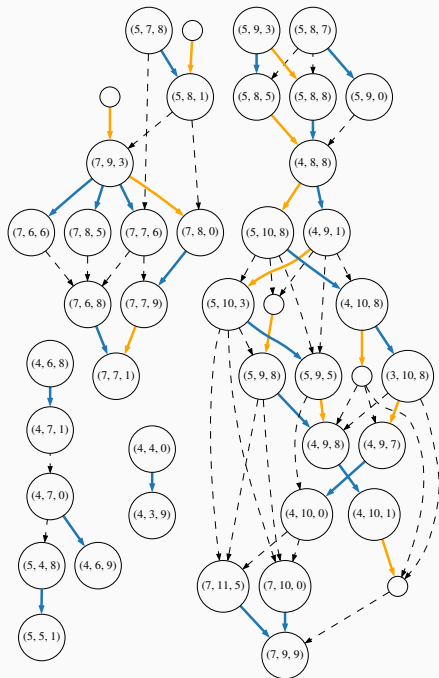 (5, 7, 8)
(5, 9, 3)
(5, 8, 7)
(5, 8, 1)
(5, 8, 5)
(5, 8, 8)
(5, 9, 0)
(7, 9, 3)
(4, 8, 8)
(7, 6, 6)
(7, 8, 5)
(7, 7, 6)
(7, 8, 0)
(5, 10, 8)
(4, 9, 1)
(7, 6, 8)
(7, 7, 9)
(5, 10, 3)
(4, 10, 8)
(4, 6, 8)
(7, 7, 1)
(5, 9, 8)
(5, 9, 5)
(3, 10, 8)
(4, 7, 1)
(4, 4, 0)
(4, 9, 8)
(4, 9, 7)
(4, 7, 0)
(4, 3, 9)
(4, 10, 0)
(4, 10, 1)
(5, 4, 8)
(4, 6, 9)
(7, 11, 5)
(7, 10, 0)
(5, 5, 1)
(7, 9, 9)